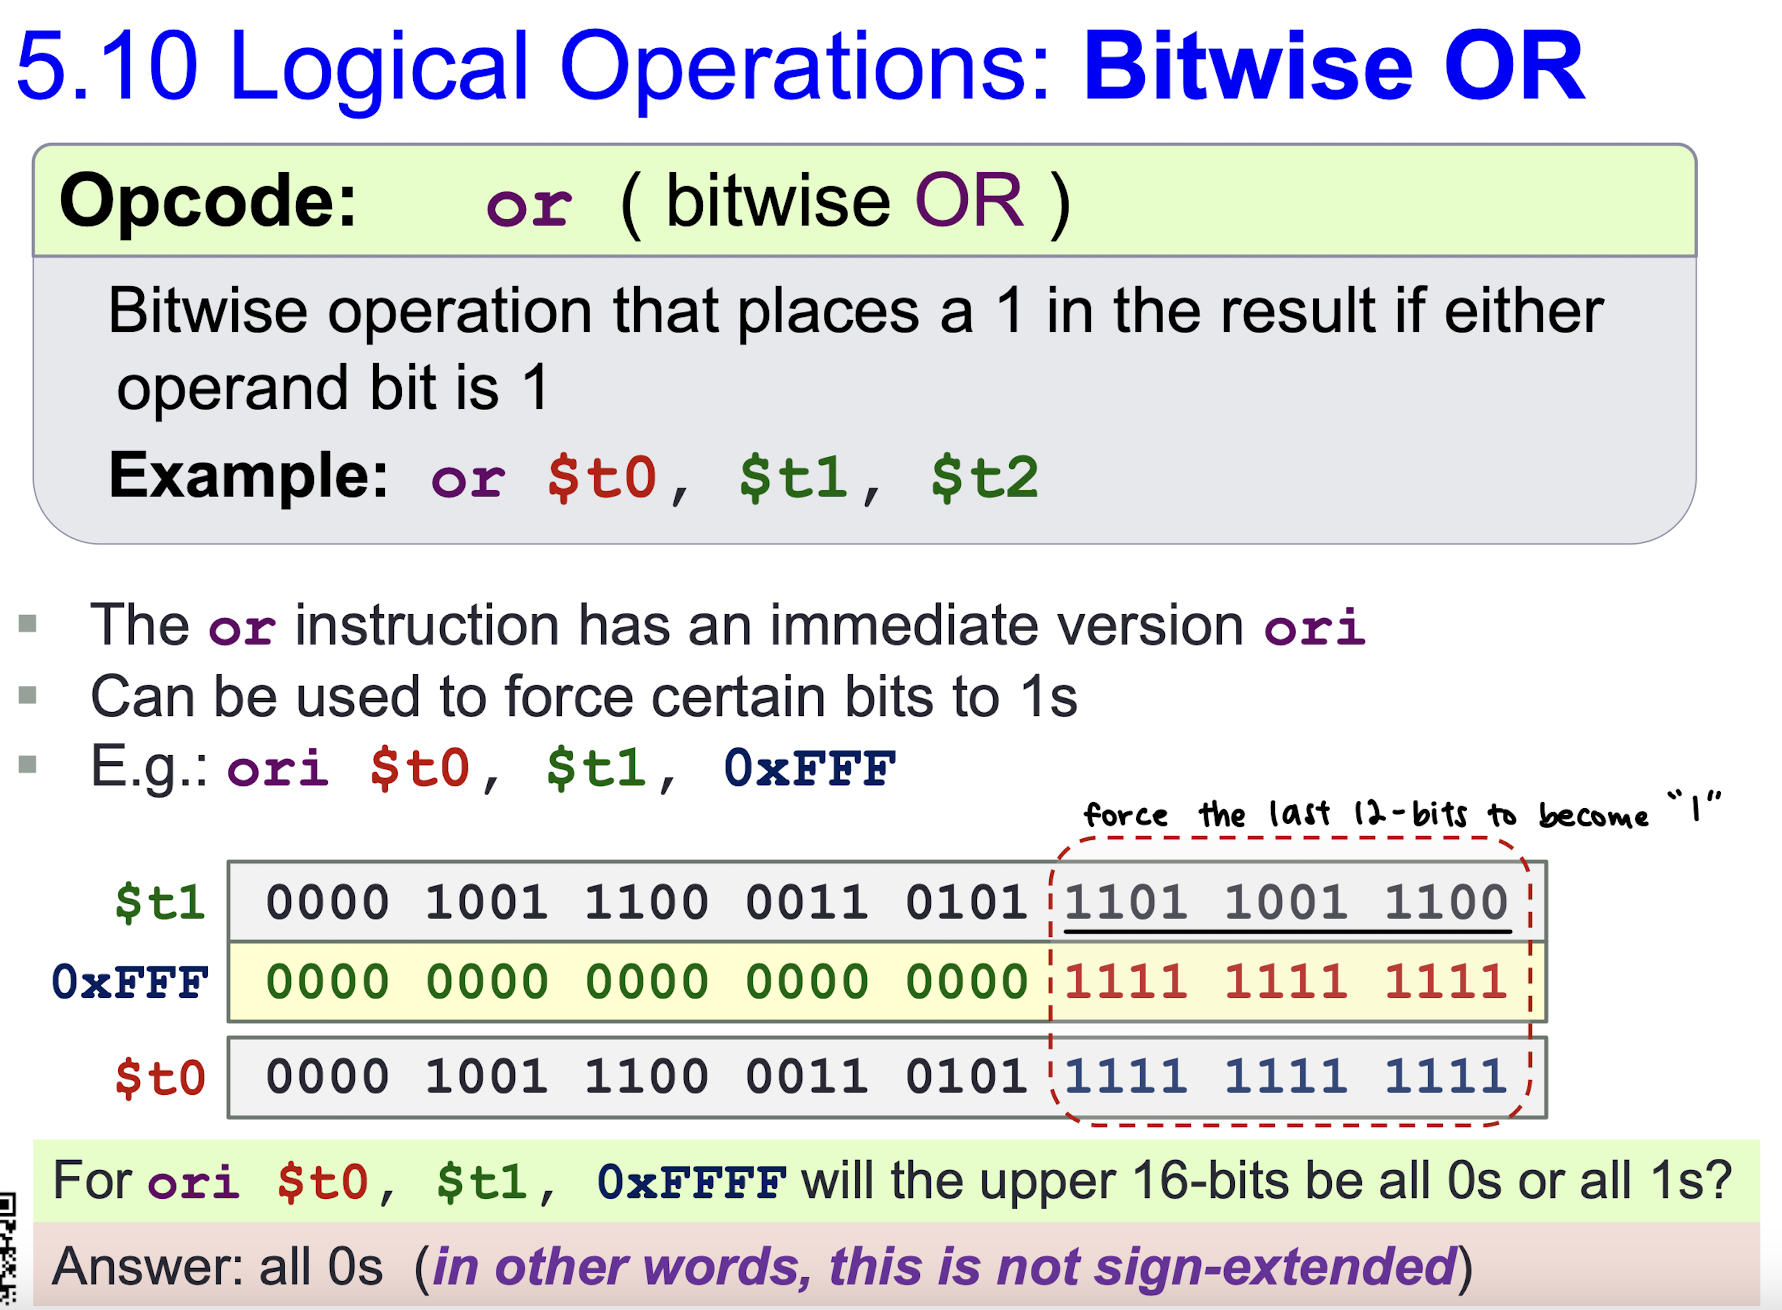 5.10 Logical Operations: Bitwise OR
Opcode: or ( bitwise OR )
Bitwise operation that places a 1 in the result if either
operand bit is 1
Example: or $t0, $t1, $t2
▪ The or instruction has an immediate version ori
▪ Can be used to force certain bits to 1s
▪ E.g.: ori $t0, $t1, 0xFFF
force the last 12-bits to become "1"
$t1 0000 1001 1100 0011 0101 1101 1001 1100
0xFFF 0000 0000 0000 0000 0000 1111 1111 1111
$t0 0000 1001 1100 0011 0101 1111 1111 1111
For ori $t0, $t1, 0xFFFF will the upper 16-bits be all 0s or all 1s?
Answer: all 0s (in other words, this is not sign-extended)